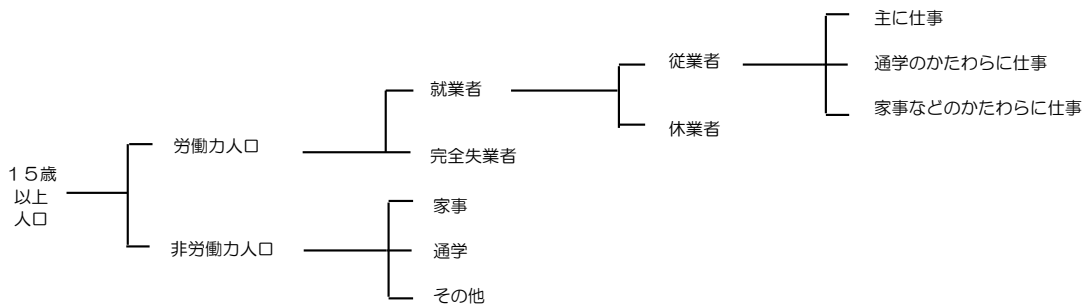 主に仕事
従業者
通学のかたわらに仕事
就業者
家事などのかたわらに仕事
休業者
労働力人口
完全失業者
１５歳
以上
人口
家事
非労働力人口
通学
その他